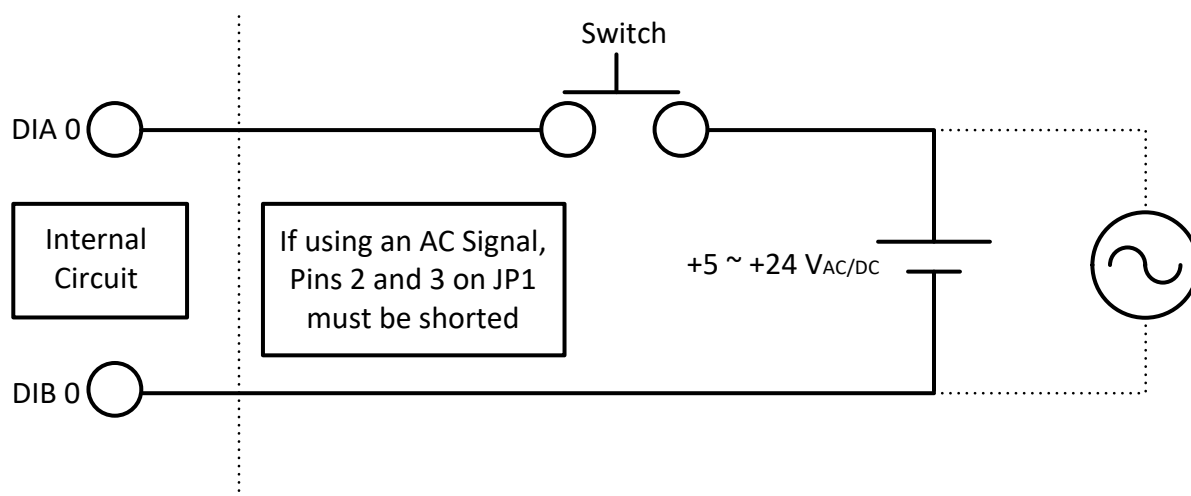 Switch
DIA 0
Internal
Circuit
If using an AC Signal,
Pins 2 and 3 on JP1
must be shorted
+5 ~ +24 VAC/DC
DIB 0